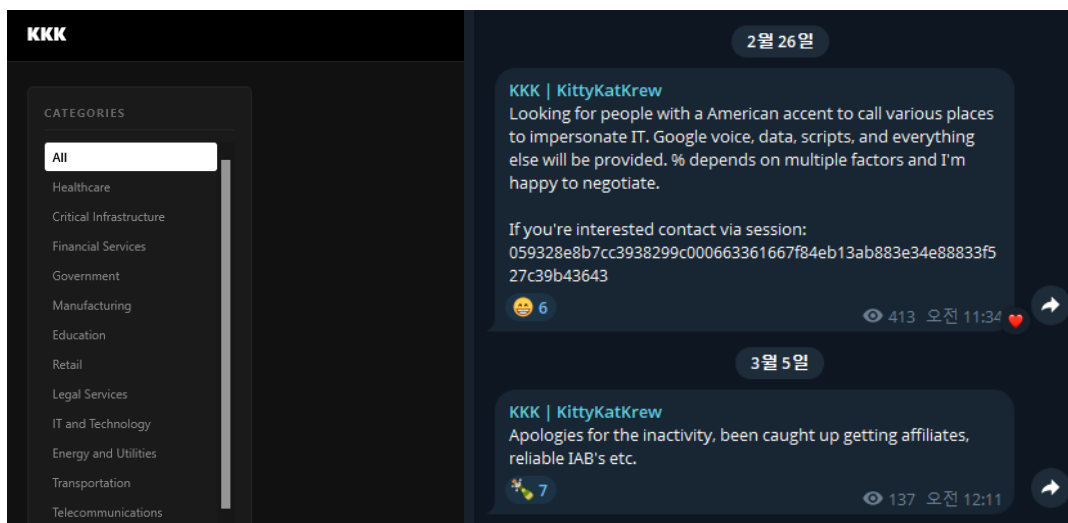 KKK
CATEGORIES
All
Healthcare
Critical Infrastructure
Financial Services
Government
Manufacturing
Education
Retail
Legal Services
IT and Technology
Energy and Utilities
Transportation
Telecommunications
2월 26일
KKK | KittyKatKrew
Looking for people with a American accent to call various places
to impersonate IT. Google voice, data, scripts, and everything
else will be provided. % depends on multiple factors and I'm
happy to negotiate.
If you're interested contact via session:
059328e8b7cc3938299c000663361667f84eb13ab883e34e88833f5
27c39b43643
6
413 오전 11:34
3월 5일
KKK | KittyKatKrew
Apologies for the inactivity, been caught up getting affiliates,
reliable IAB's etc.
7
137 오전 12:11